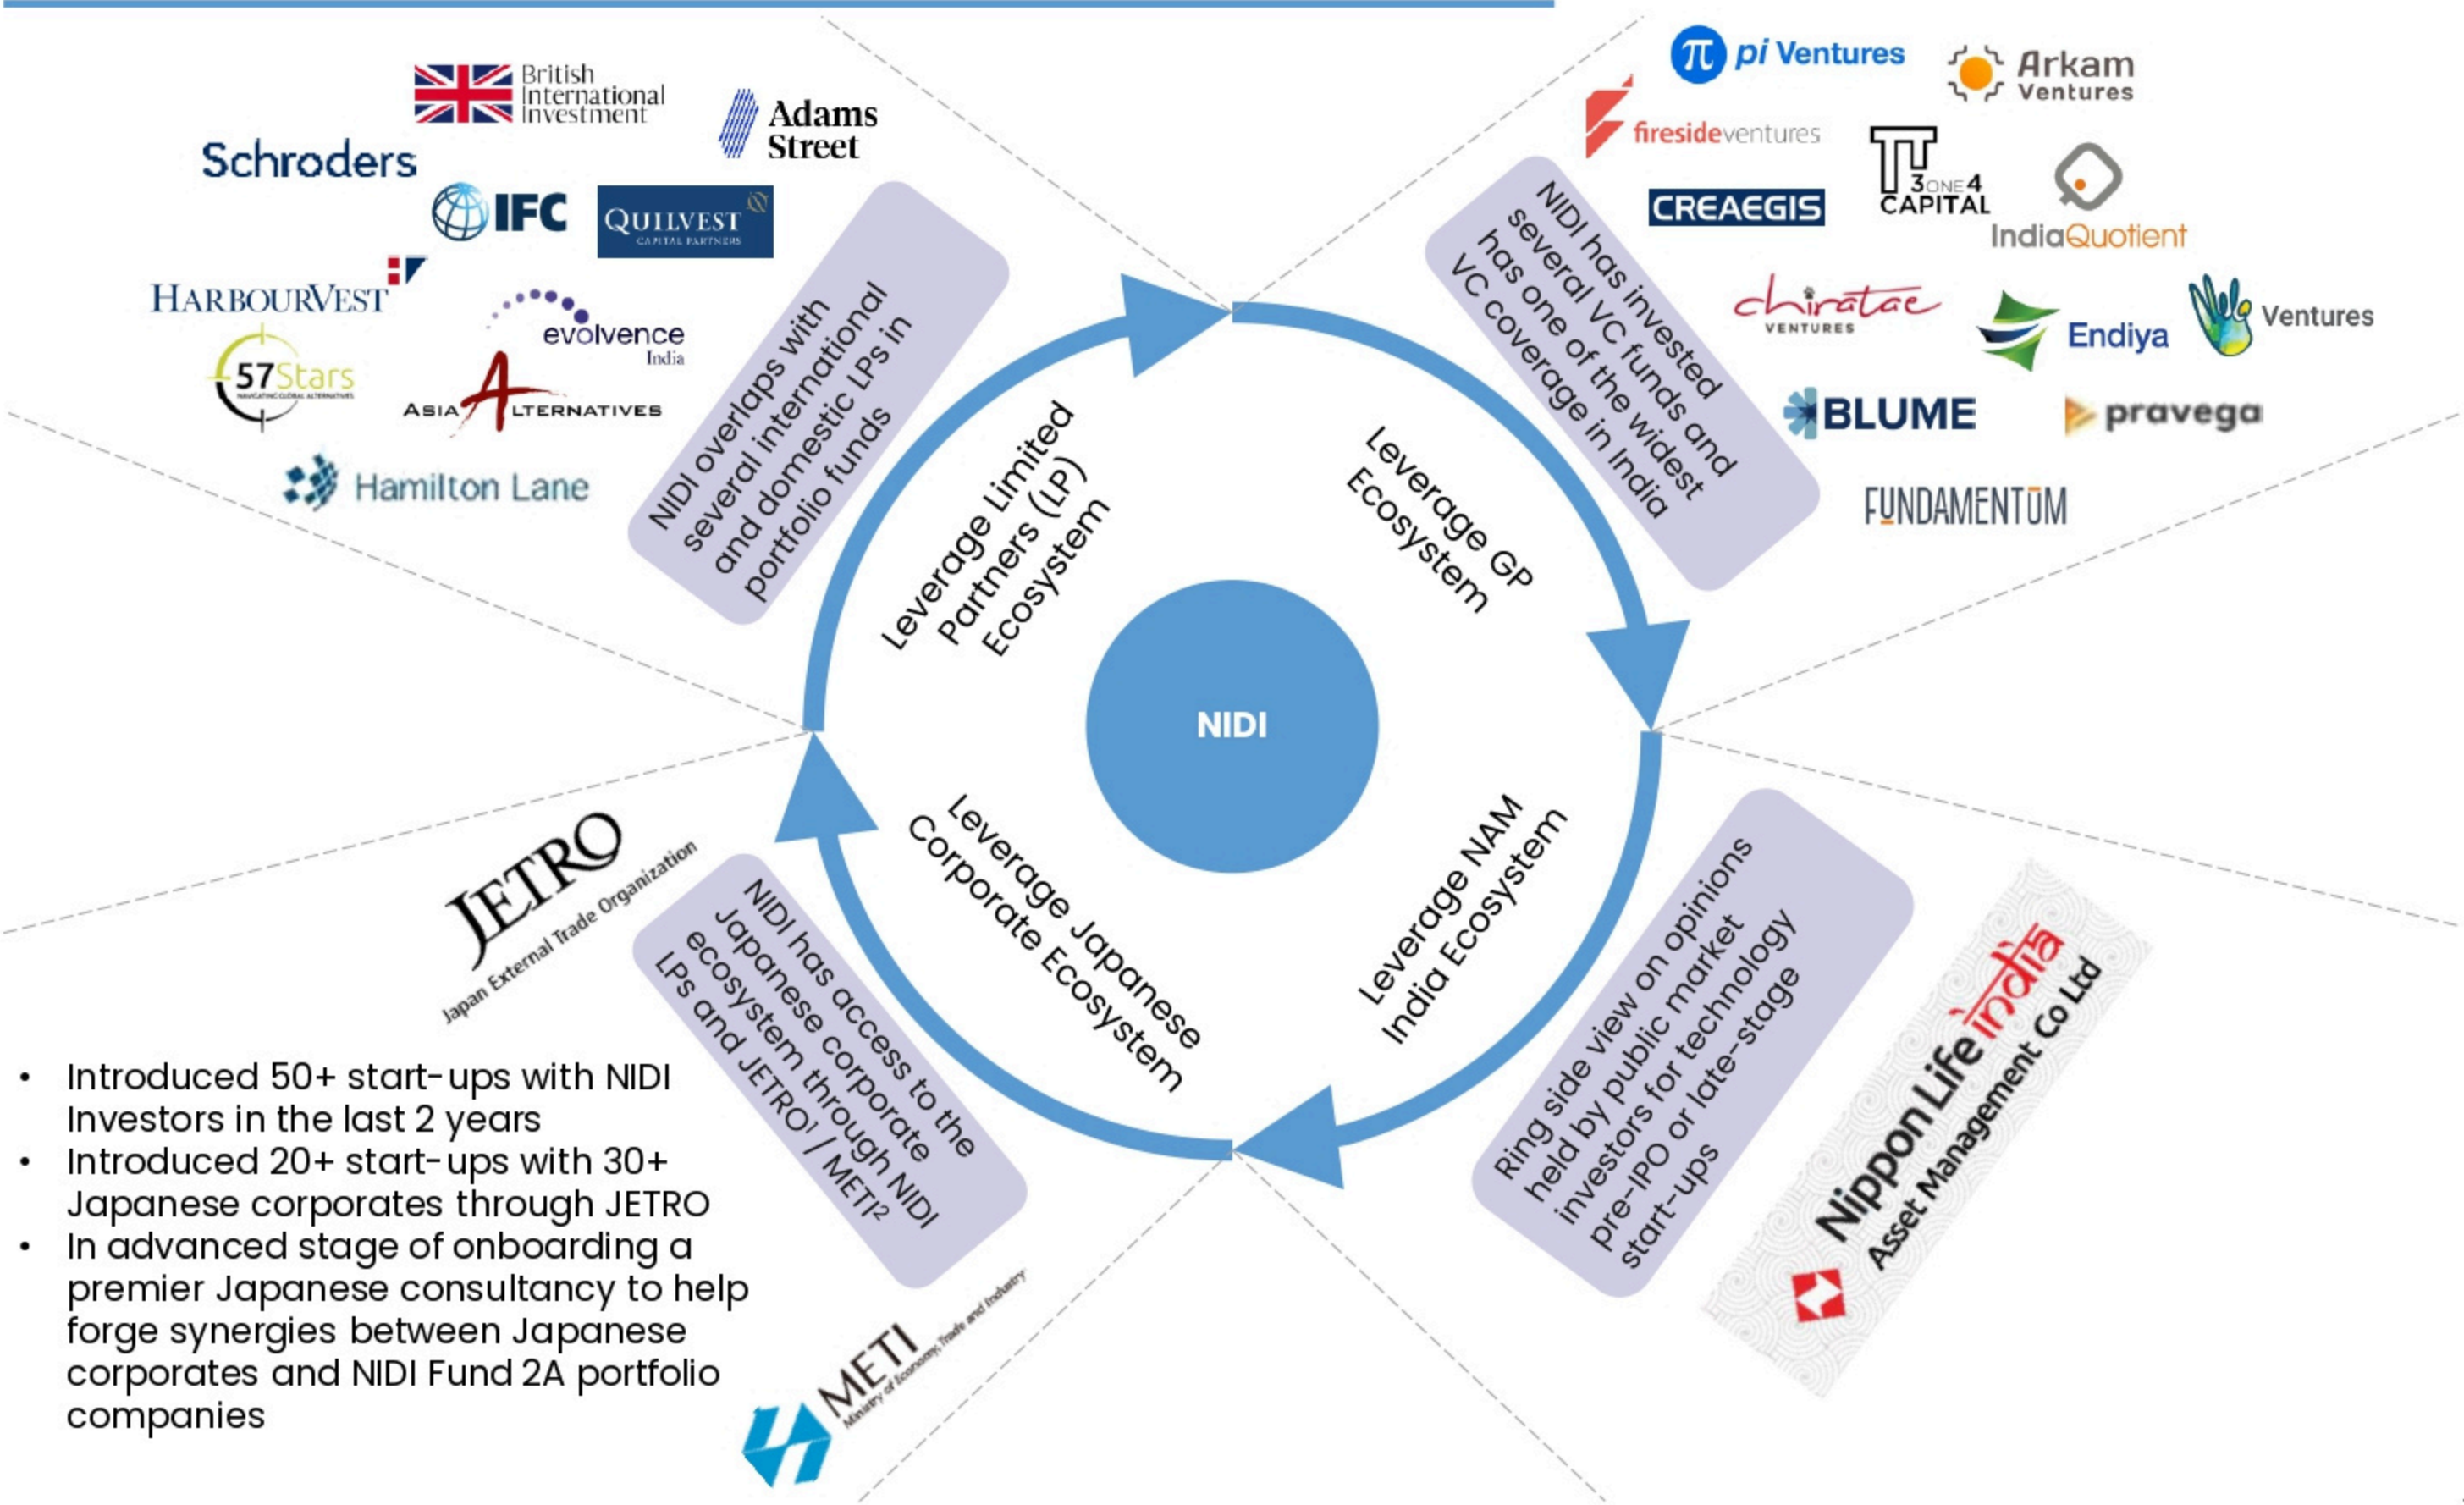 British
International
Investment
Adams
Street
Schroders
IFC
QUILVEST
CAPITAL PARTNERS
HARBOURVEST
evolvence
India
57Stars
NAVIGATING GLOBAL ALTERNATIVES
ASIA ALTERNATIVES
Hamilton Lane
NIDI overlaps with
several international
and domestic LPs in
portfolio funds
Leverage Limited
Partners (LP)
Ecosystem
π pi Ventures
Arkam
Ventures
firesideventures
3ONE4
CAPITAL
CREAEGIS
IndiaQuotient
chiratae
VENTURES
Endiya
Ventures
BLUME
pravega
FUNDAMENTUM
NIDI has invested
several VC funds and
has one of the widest
VC coverage in India
Leverage GP
Ecosystem
NIDI
Leverage Japanese
Corporate Ecosystem
Leverage NAM
India Ecosystem
JETRO
Japan External Trade Organization
NIDI has access to the
Japanese corporate
ecosystem through NIDI
LPs and JETRO¹ / METI²
METI
Ministry of Economy, Trade and Industry
• Introduced 50+ start-ups with NIDI
Investors in the last 2 years
• Introduced 20+ start-ups with 30+
Japanese corporates through JETRO
• In advanced stage of onboarding a
premier Japanese consultancy to help
forge synergies between Japanese
corporates and NIDI Fund 2A portfolio
companies
Ring side view on opinions
held by public market
investors for technology
pre-IPO or late-stage
start-ups
Nippon Life india
Asset Management Co Ltd